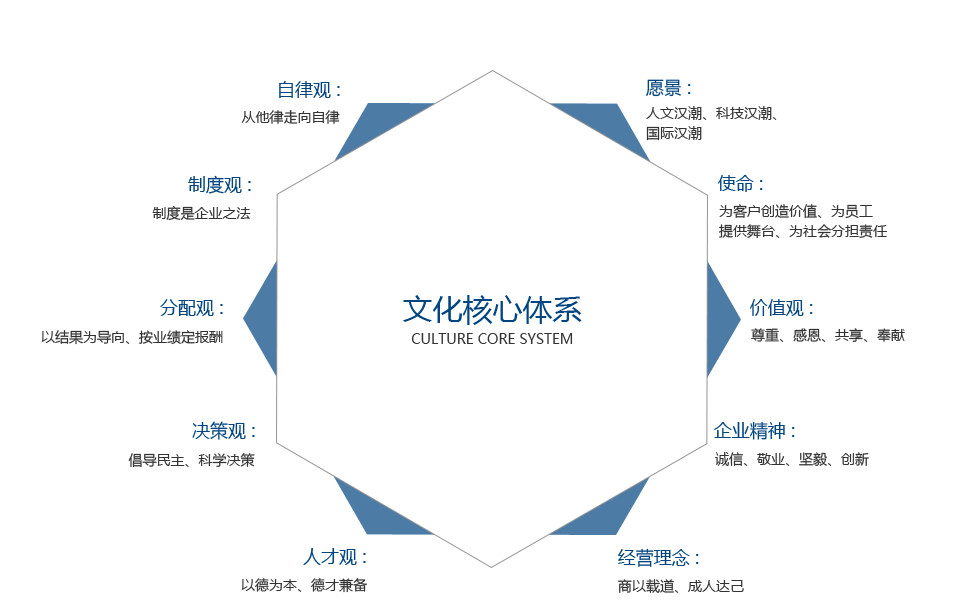 自律观：
从他律走向自律
愿景：
人文汉潮、科技汉潮、
国际汉潮
制度观：
制度是企业之法
使命：
为客户创造价值、为员工
提供舞台、为社会分担责任
分配观：
以结果为导向、按业绩定报酬
文化核心体系
CULTURE CORE SYSTEM
价值观：
尊重、感恩、共享、奉献
决策观：
倡导民主、科学决策
企业精神：
诚信、敬业、坚毅、创新
人才观：
以德为本、德才兼备
经营理念：
商以载道、成人达己